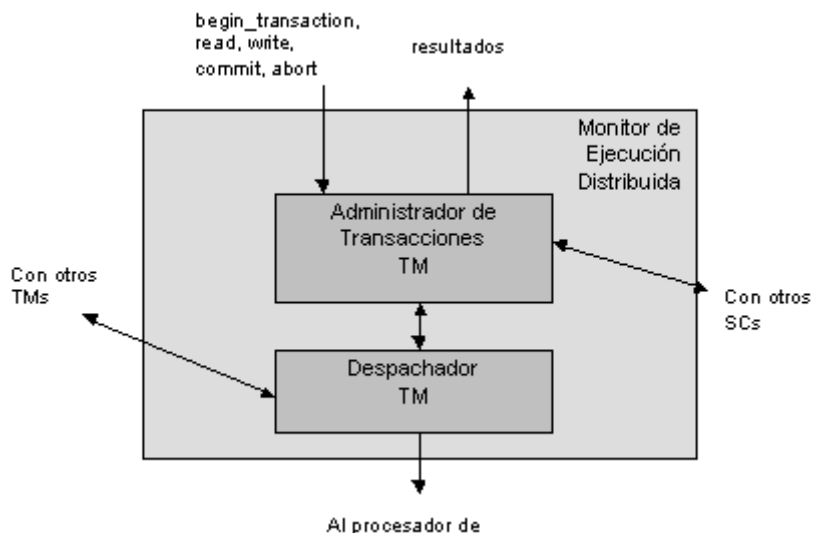 begin_transaction,
read, write,
commit, abort
resultados
Monitor de
Ejecución
Distribuida
Administrador de
Transacciones
TM
Con otros
TMs
Con otros
SCs
Despachador
TM
Al procesador de